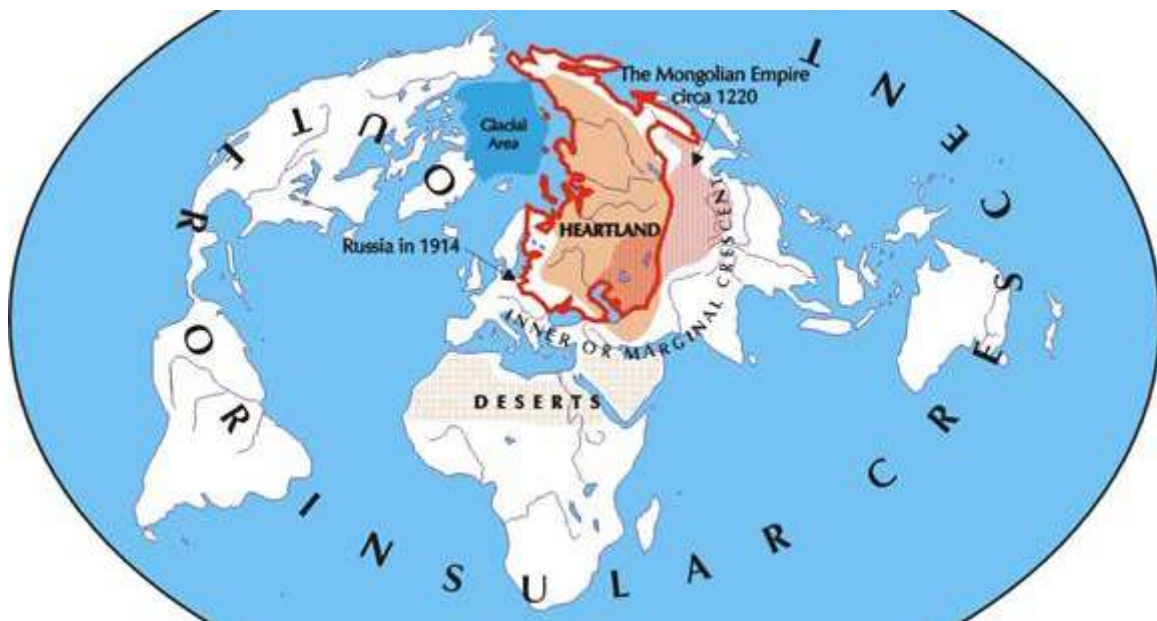 The Mongolian Empire
circa 1220
Glacial
Area
HEARTLAND
Russia in 1914
INNER OR MARGINAL CRESCENT
DESERTS
OUTER OR INSULAR CRESCENT